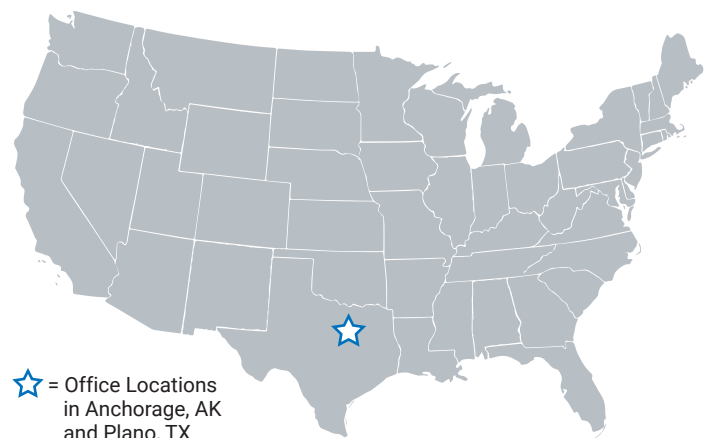 = Office Locations
in Anchorage, AK
and Plano, TX